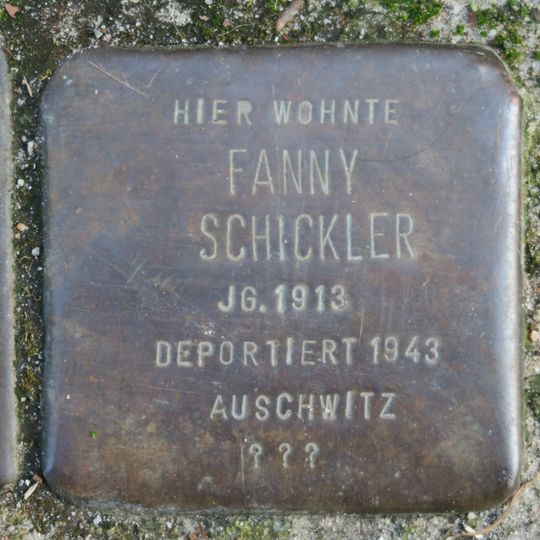 HIER WOHNTE
FANNY
SCHICKLER
JG. 1913
DEPORTIERT 1943
AUSCHWITZ
? ? ?